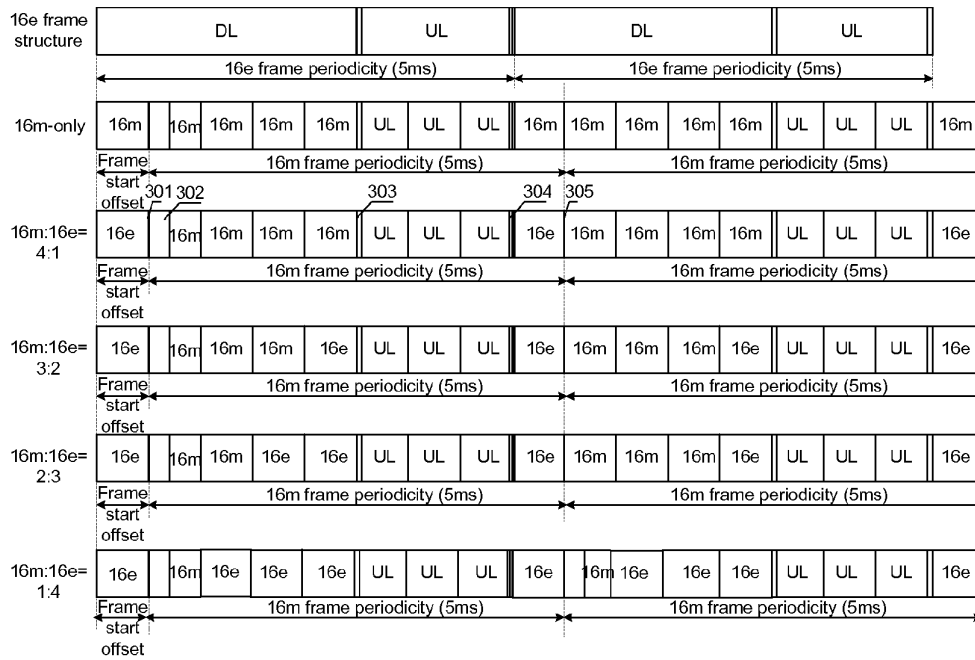 16e frame
structure
DL UL DL UL
16e frame periodicity (5ms) 16e frame periodicity (5ms)
16m-only
16m 16m 16m 16m 16m UL UL UL 16m 16m 16m 16m 16m UL UL UL 16m
Frame
start
offset
16m frame periodicity (5ms) 16m frame periodicity (5ms)
301 302 303 304 305
16m:16e=
4:1
16e 16m 16m 16m 16m UL UL UL 16e 16m 16m 16m 16m UL UL UL 16e
Frame
start
offset
16m frame periodicity (5ms) 16m frame periodicity (5ms)
16m:16e=
3:2
16e 16m 16m 16m 16e UL UL UL 16e 16m 16m 16m 16e UL UL UL 16e
Frame
start
offset
16m frame periodicity (5ms) 16m frame periodicity (5ms)
16m:16e=
2:3
16e 16m 16m 16e 16e UL UL UL 16e 16m 16m 16m 16e UL UL UL 16e
Frame
start
offset
16m frame periodicity (5ms) 16m frame periodicity (5ms)
16m:16e=
1:4
16e 16m 16e 16e 16e UL UL UL 16e 16m 16e 16e 16e UL UL UL 16e
Frame
start
offset
16m frame periodicity (5ms) 16m frame periodicity (5ms)